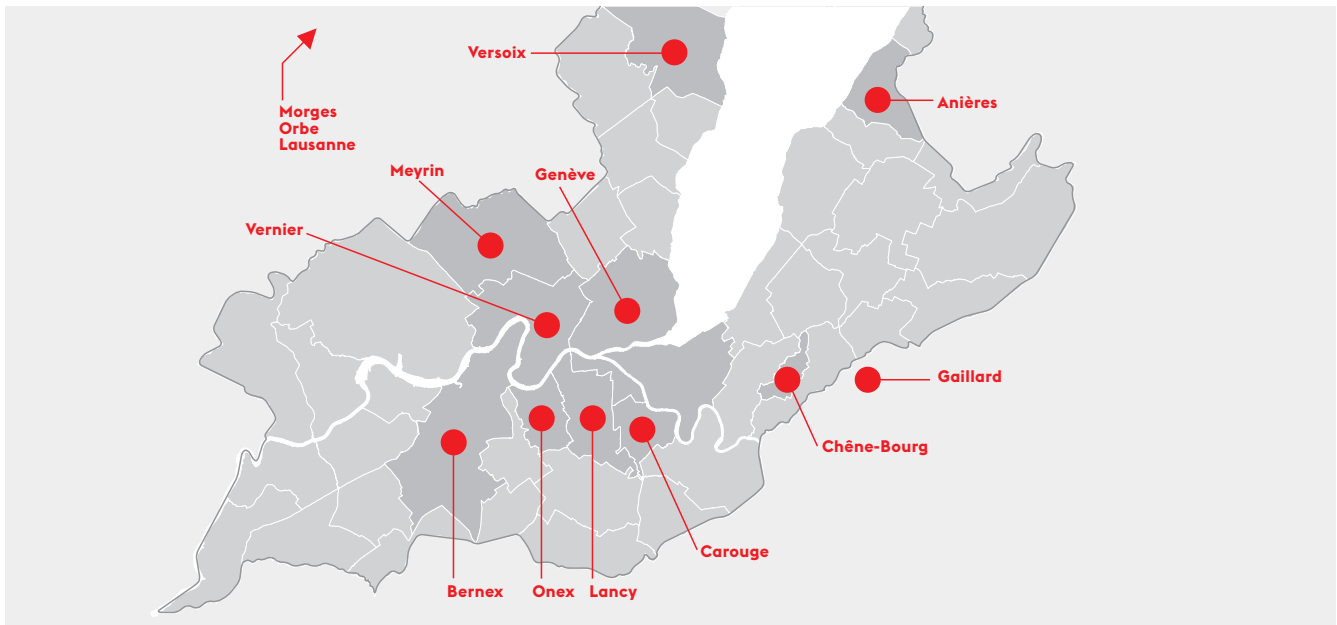 Versoix
Anières
Morges
Orbe
Lausanne
Meyrin
Genève
Vernier
Gaillard
Chêne-Bourg
Carouge
Bernex
Onex
Lancy